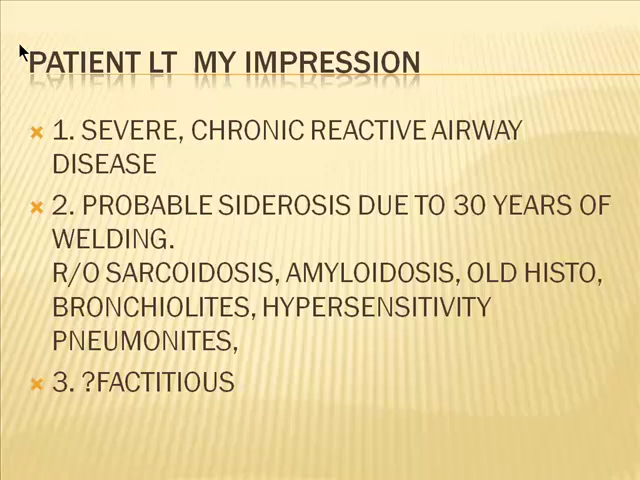 PATIENT LT MY IMPRESSION
1. SEVERE, CHRONIC REACTIVE AIRWAY
DISEASE
2. PROBABLE SIDEROSIS DUE TO 30 YEARS OF
WELDING.
R/O SARCOIDOSIS, AMYLOIDOSIS, OLD HISTO,
BRONCHIOLITES, HYPERSENSITIVITY
PNEUMONITES,
3. ?FACTITIOUS